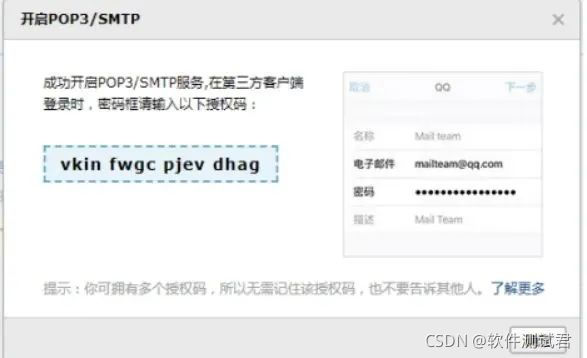 开启POP3/SMTP
成功开启POP3/SMTP服务,在第三方客户端
登录时，密码框请输入以下授权码：
vkin fwgc pjev dhag
取消 QQ 下一步
名称 Mail team
电子邮件 mailteam@qq.com
密码 ●●●●●●●●●●●●●●●●
描述 Mail Team
提示：你可拥有多个授权码，所以无需记住该授权码，也不要告诉其他人。了解更多
CSDN @软件测试君